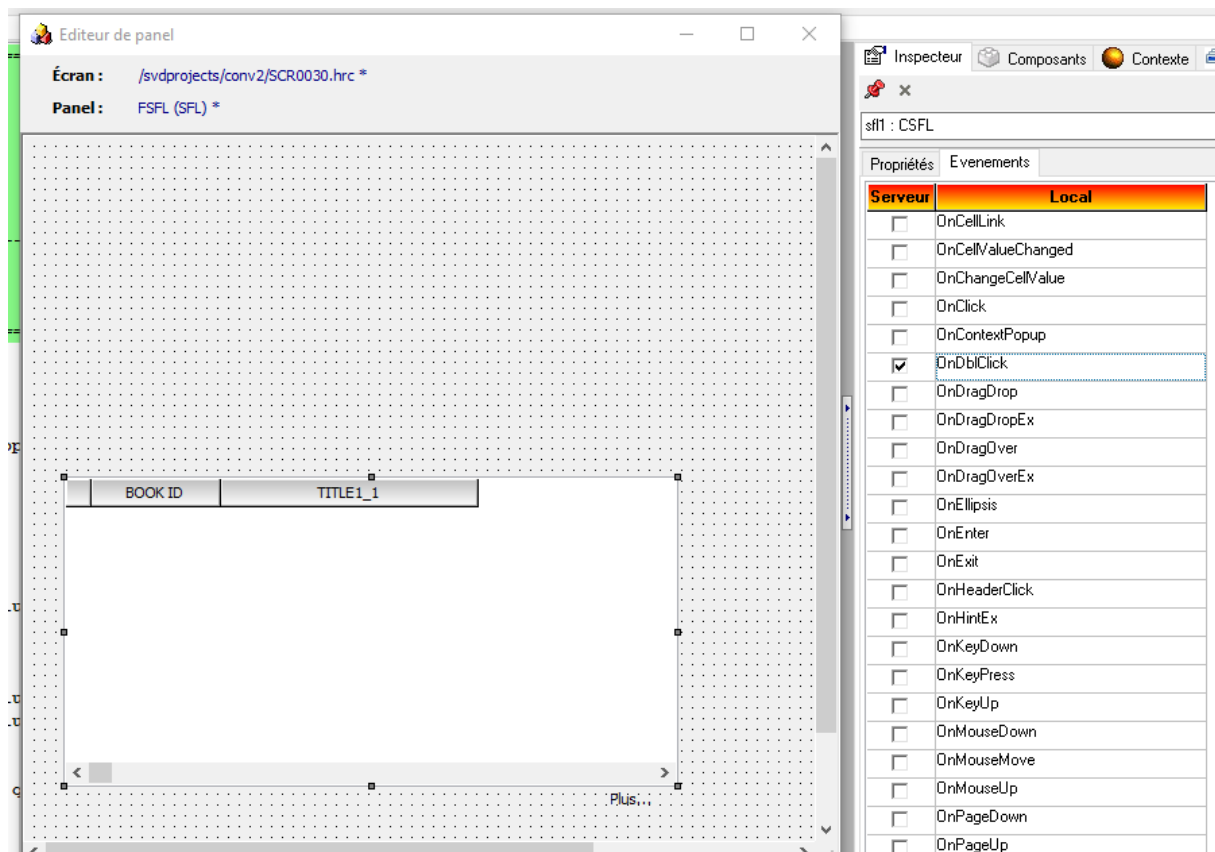 Editeur de panel
Écran : /svdprojects/conv2/SCR0030.hrc *
Panel : FSFL (SFL) *
BOOK ID TITLE1_1
Plus...
Inspecteur Composants Contexte
sfl1 : CSFL
Propriétés Evenements
Serveur Local
OnCellLink
OnCellValueChanged
OnChangeCellValue
OnClick
OnContextPopup
OnDblClick
OnDragDrop
OnDragDropEx
OnDragOver
OnDragOverEx
OnEllipsis
OnEnter
OnExit
OnHeaderClick
OnHintEx
OnKeyDown
OnKeyPress
OnKeyUp
OnMouseDown
OnMouseMove
OnMouseUp
OnPageDown
OnPageUp